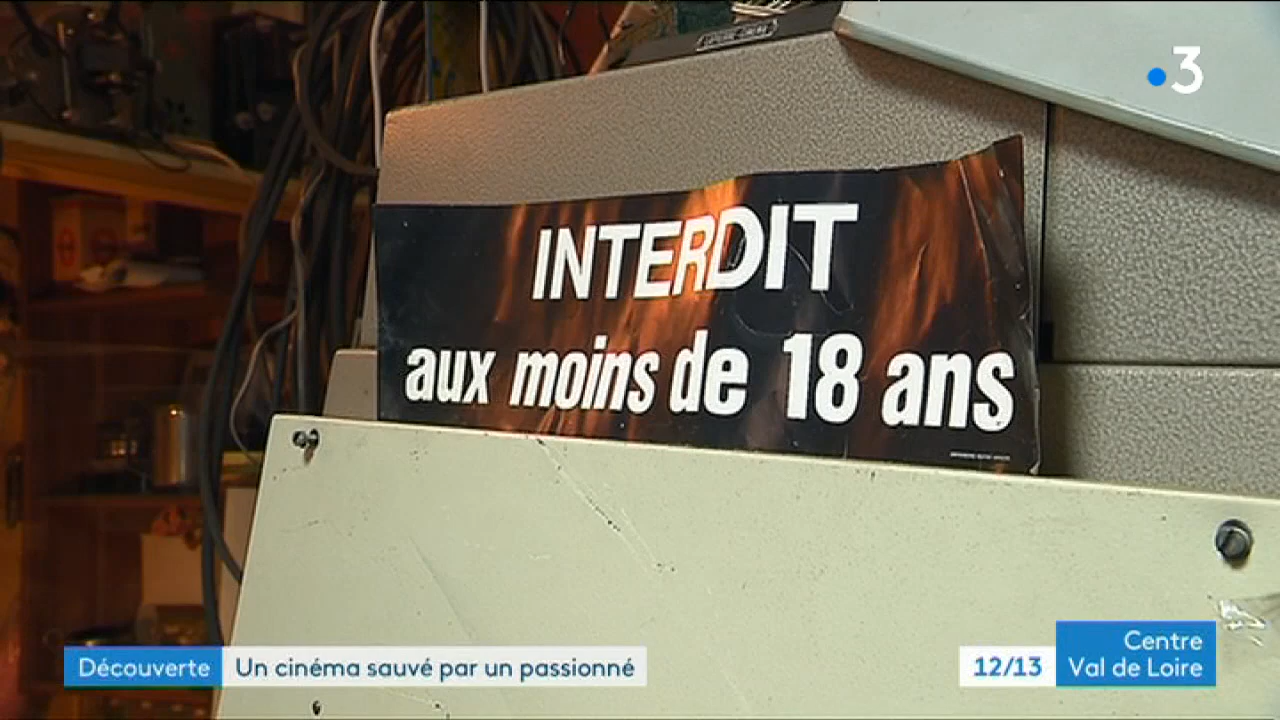 3
INTERDIT
aux moins de 18 ans
Découverte Un cinéma sauvé par un passionné
12/13 Centre Val de Loire